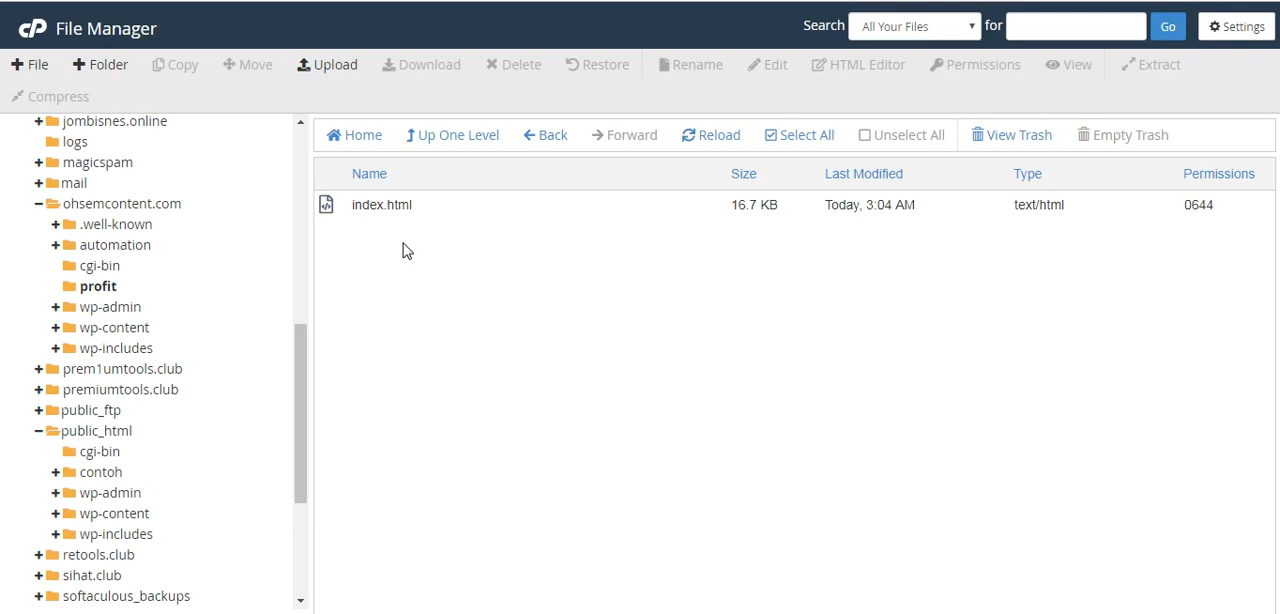 cP File Manager Search All Your Files for Go Settings
File Folder Copy Move Upload Download Delete Restore Rename Edit HTML Editor Permissions View Extract
Compress
Home Up One Level Back Forward Reload Select All Unselect All View Trash Empty Trash
Name Size Last Modified Type Permissions
index.html 16.7 KB Today, 3:04 AM text/html 0644
jombisnes.online
logs
magicspam
mail
ohsemcontent.com
.well-known
automation
cgi-bin
profit
wp-admin
wp-content
wp-includes
prem1umtools.club
premiumtools.club
public_ftp
public_html
cgi-bin
contoh
wp-admin
wp-content
wp-includes
retools.club
sihat.club
softaculous_backups